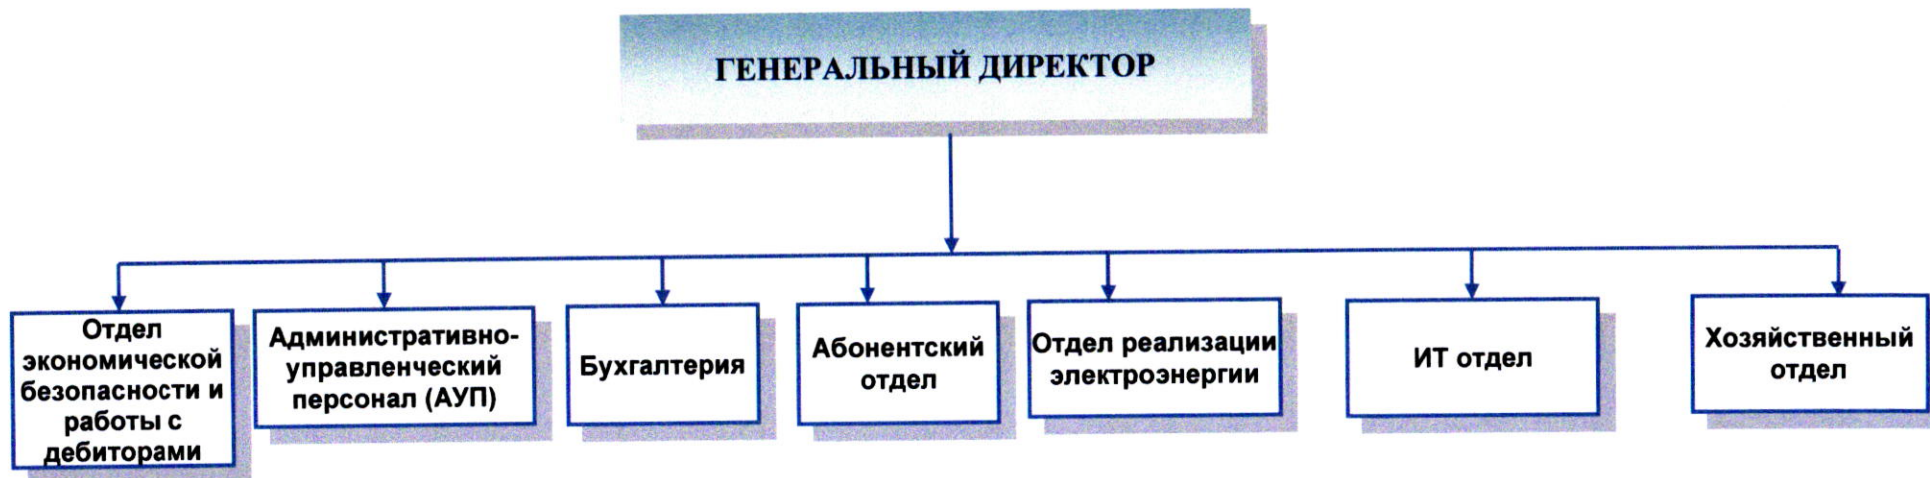 ГЕНЕРАЛЬНЫЙ ДИРЕКТОР
Отдел
экономической
безопасности и
работы с
дебиторами
Административно-
управленческий
персонал (АУП)
Бухгалтерия
Абонентский
отдел
Отдел реализации
электроэнергии
ИТ отдел
Хозяйственный
отдел